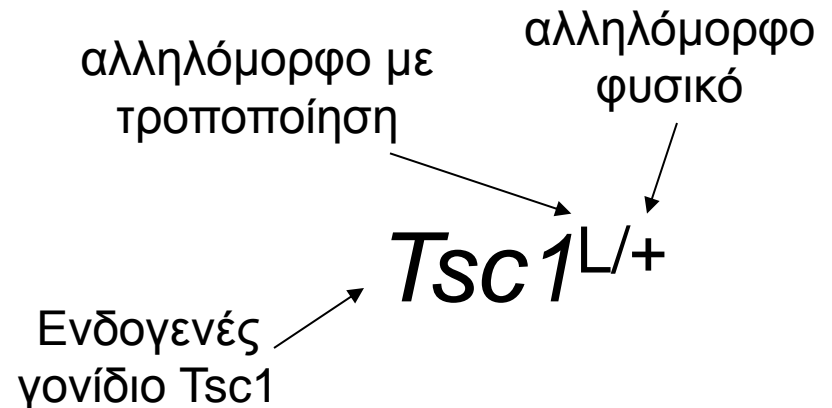 αλληλόμορφο με
τροποποίηση
αλληλόμορφο
φυσικό
Tsc1L/+
Ενδογενές
γονίδιο Tsc1